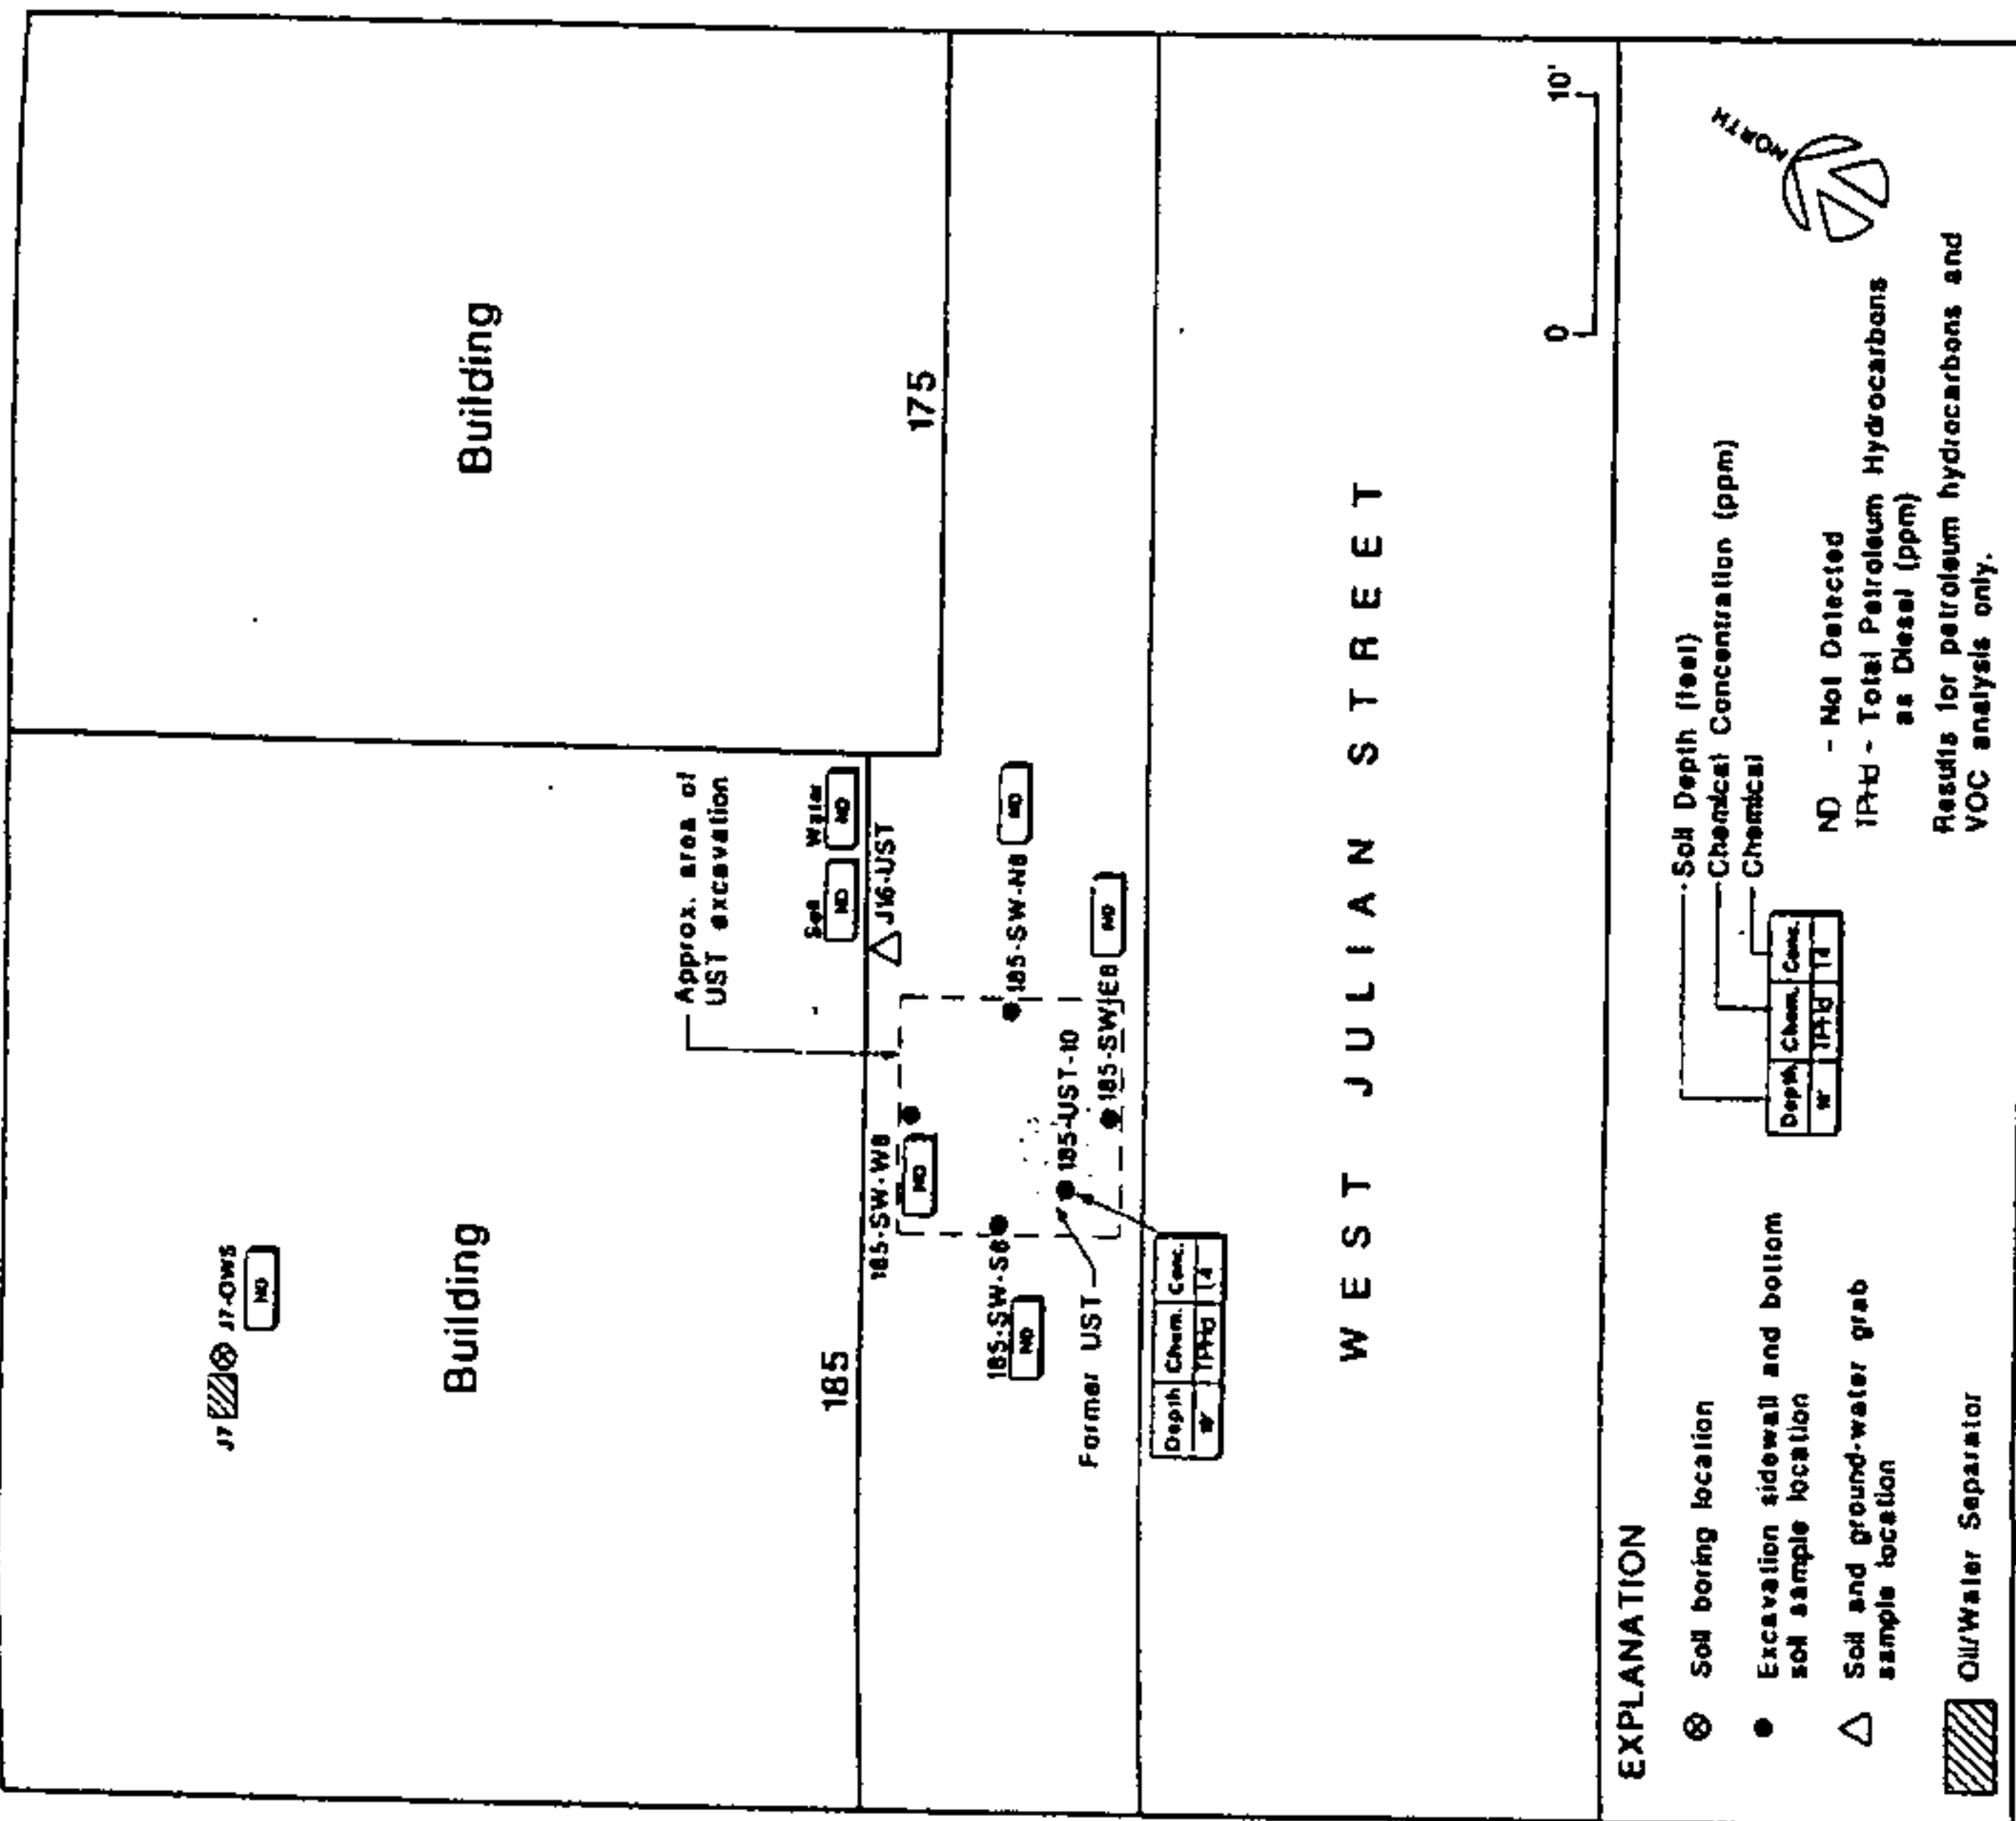 J7
J7-OWS
ND
Building
Building
185
175
Approx. area of
UST excavation
Soil
Water
ND
ND
J16-UST
185-SW-W8
ND
185-SW-S8
ND
185-SW-N8
ND
185-UST-10
185-SW-E8
ND
Former UST
Depth Chem. Conc.
10' TPHd 14
WEST JULIAN STREET
0 10'
EXPLANATION
Soil boring location
Excavation sidewall and bottom
soil sample location
Soil and ground-water grab
sample location
Oil/Water Separator
Soil Depth (feet)
Chemical Concentration (ppm)
Chemical
Depth Chem. Conc.
10' TPHd 14
ND - Not Detected
TPHd - Total Petroleum Hydrocarbons
as Diesel (ppm)
Results for petroleum hydrocarbons and
VOC analysis only.
NORTH